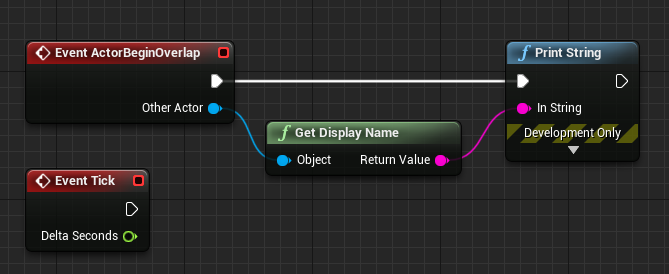 Event ActorBeginOverlap
Other Actor
f Print String
In String
Development Only
f Get Display Name
Object Return Value
Event Tick
Delta Seconds